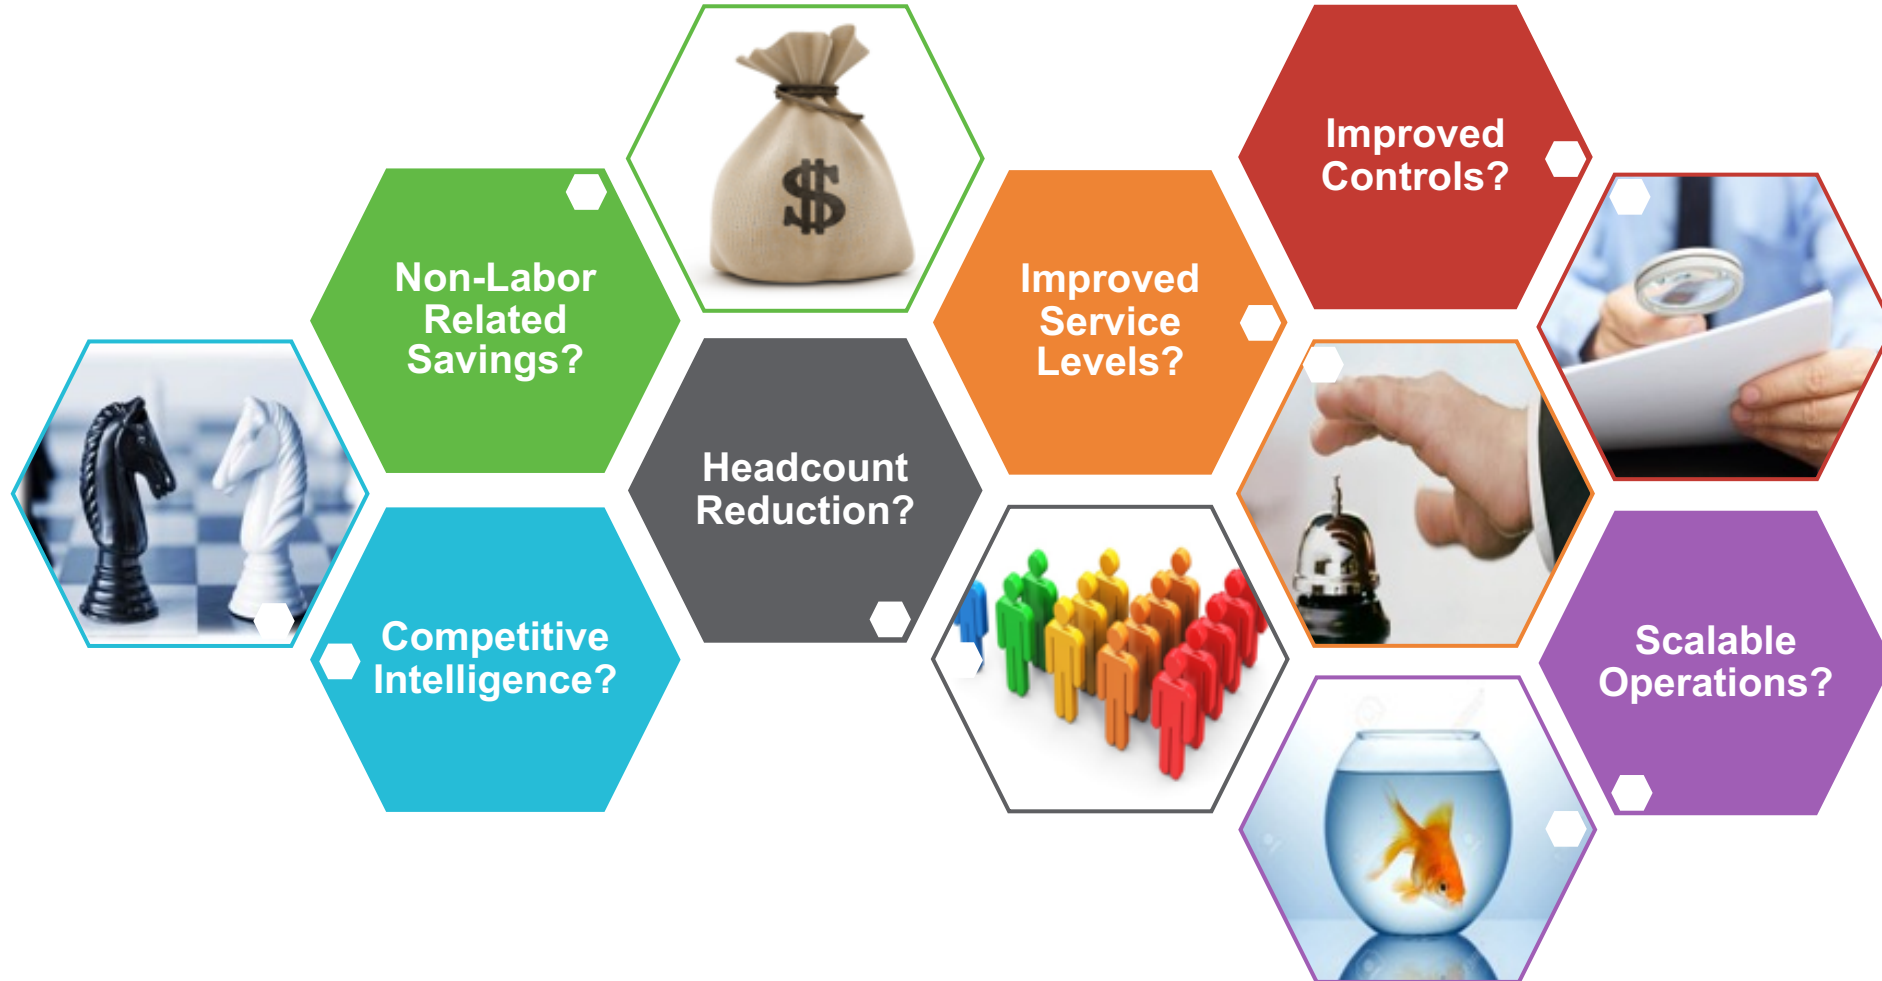 Non-Labor
Related
Savings?
Competitive
Intelligence?
$
Headcount
Reduction?
Improved
Service
Levels?
Improved
Controls?
Scalable
Operations?